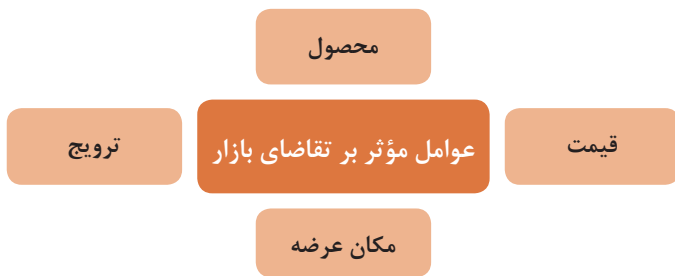 محصول
قیمت
عوامل مؤثر بر تقاضای بازار
ترویج
مکان عرضه